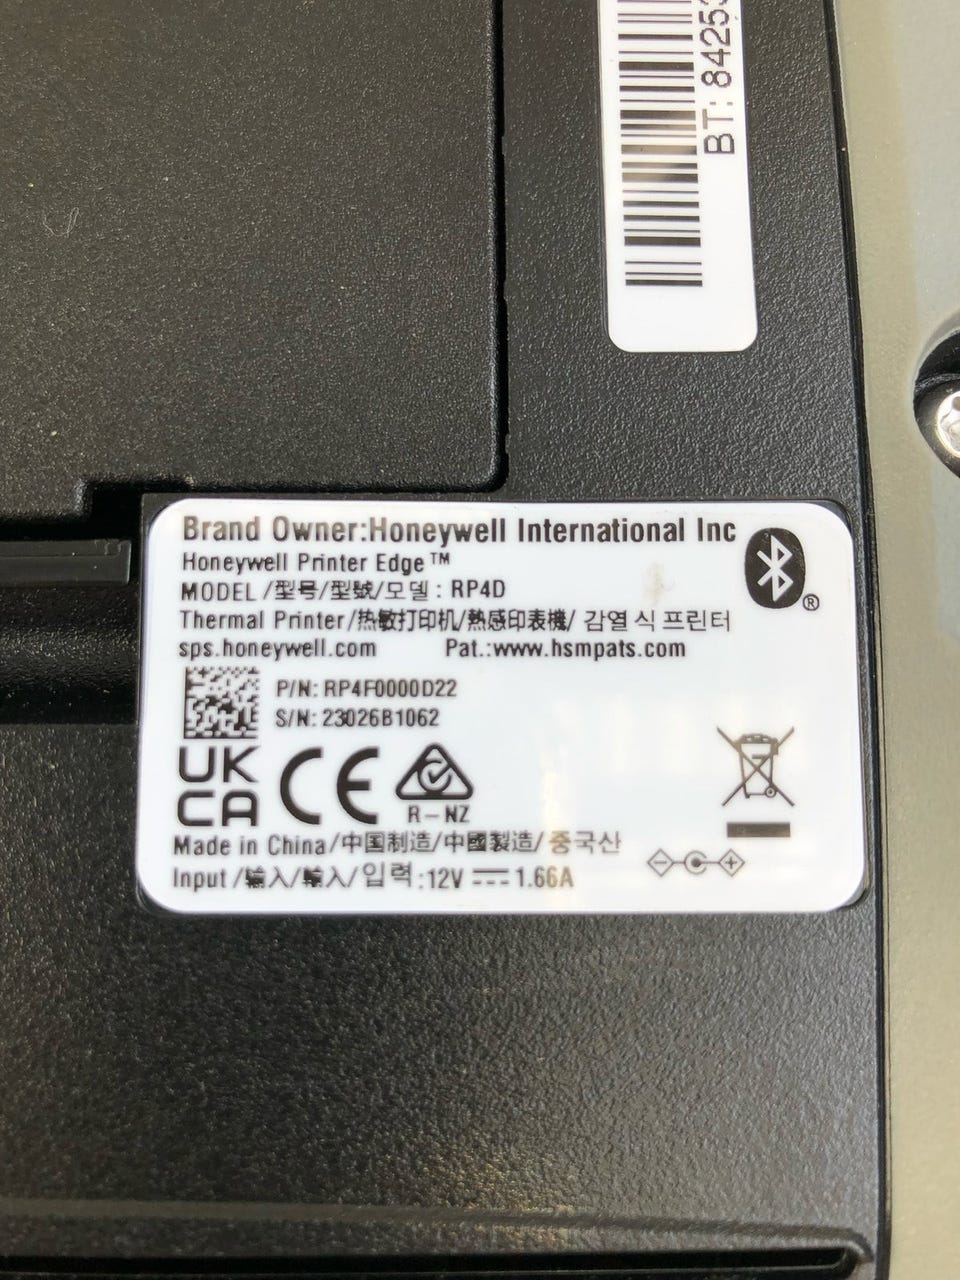 BT: 84253
Brand Owner:Honeywell International Inc
Honeywell Printer Edge™
MODEL/型号/型號/모델 : RP4D
Thermal Printer/热敏打印机/熱感印表機/ 감열 식 프린터
sps.honeywell.com Pat.:www.hsmpats.com
P/N: RP4F0000D22
S/N: 23026B1062
UK
CA CE R-NZ
Made in China/中国制造/中國製造/ 중국산
Input/输入/輸入/입력:12V ⎓ 1.66A